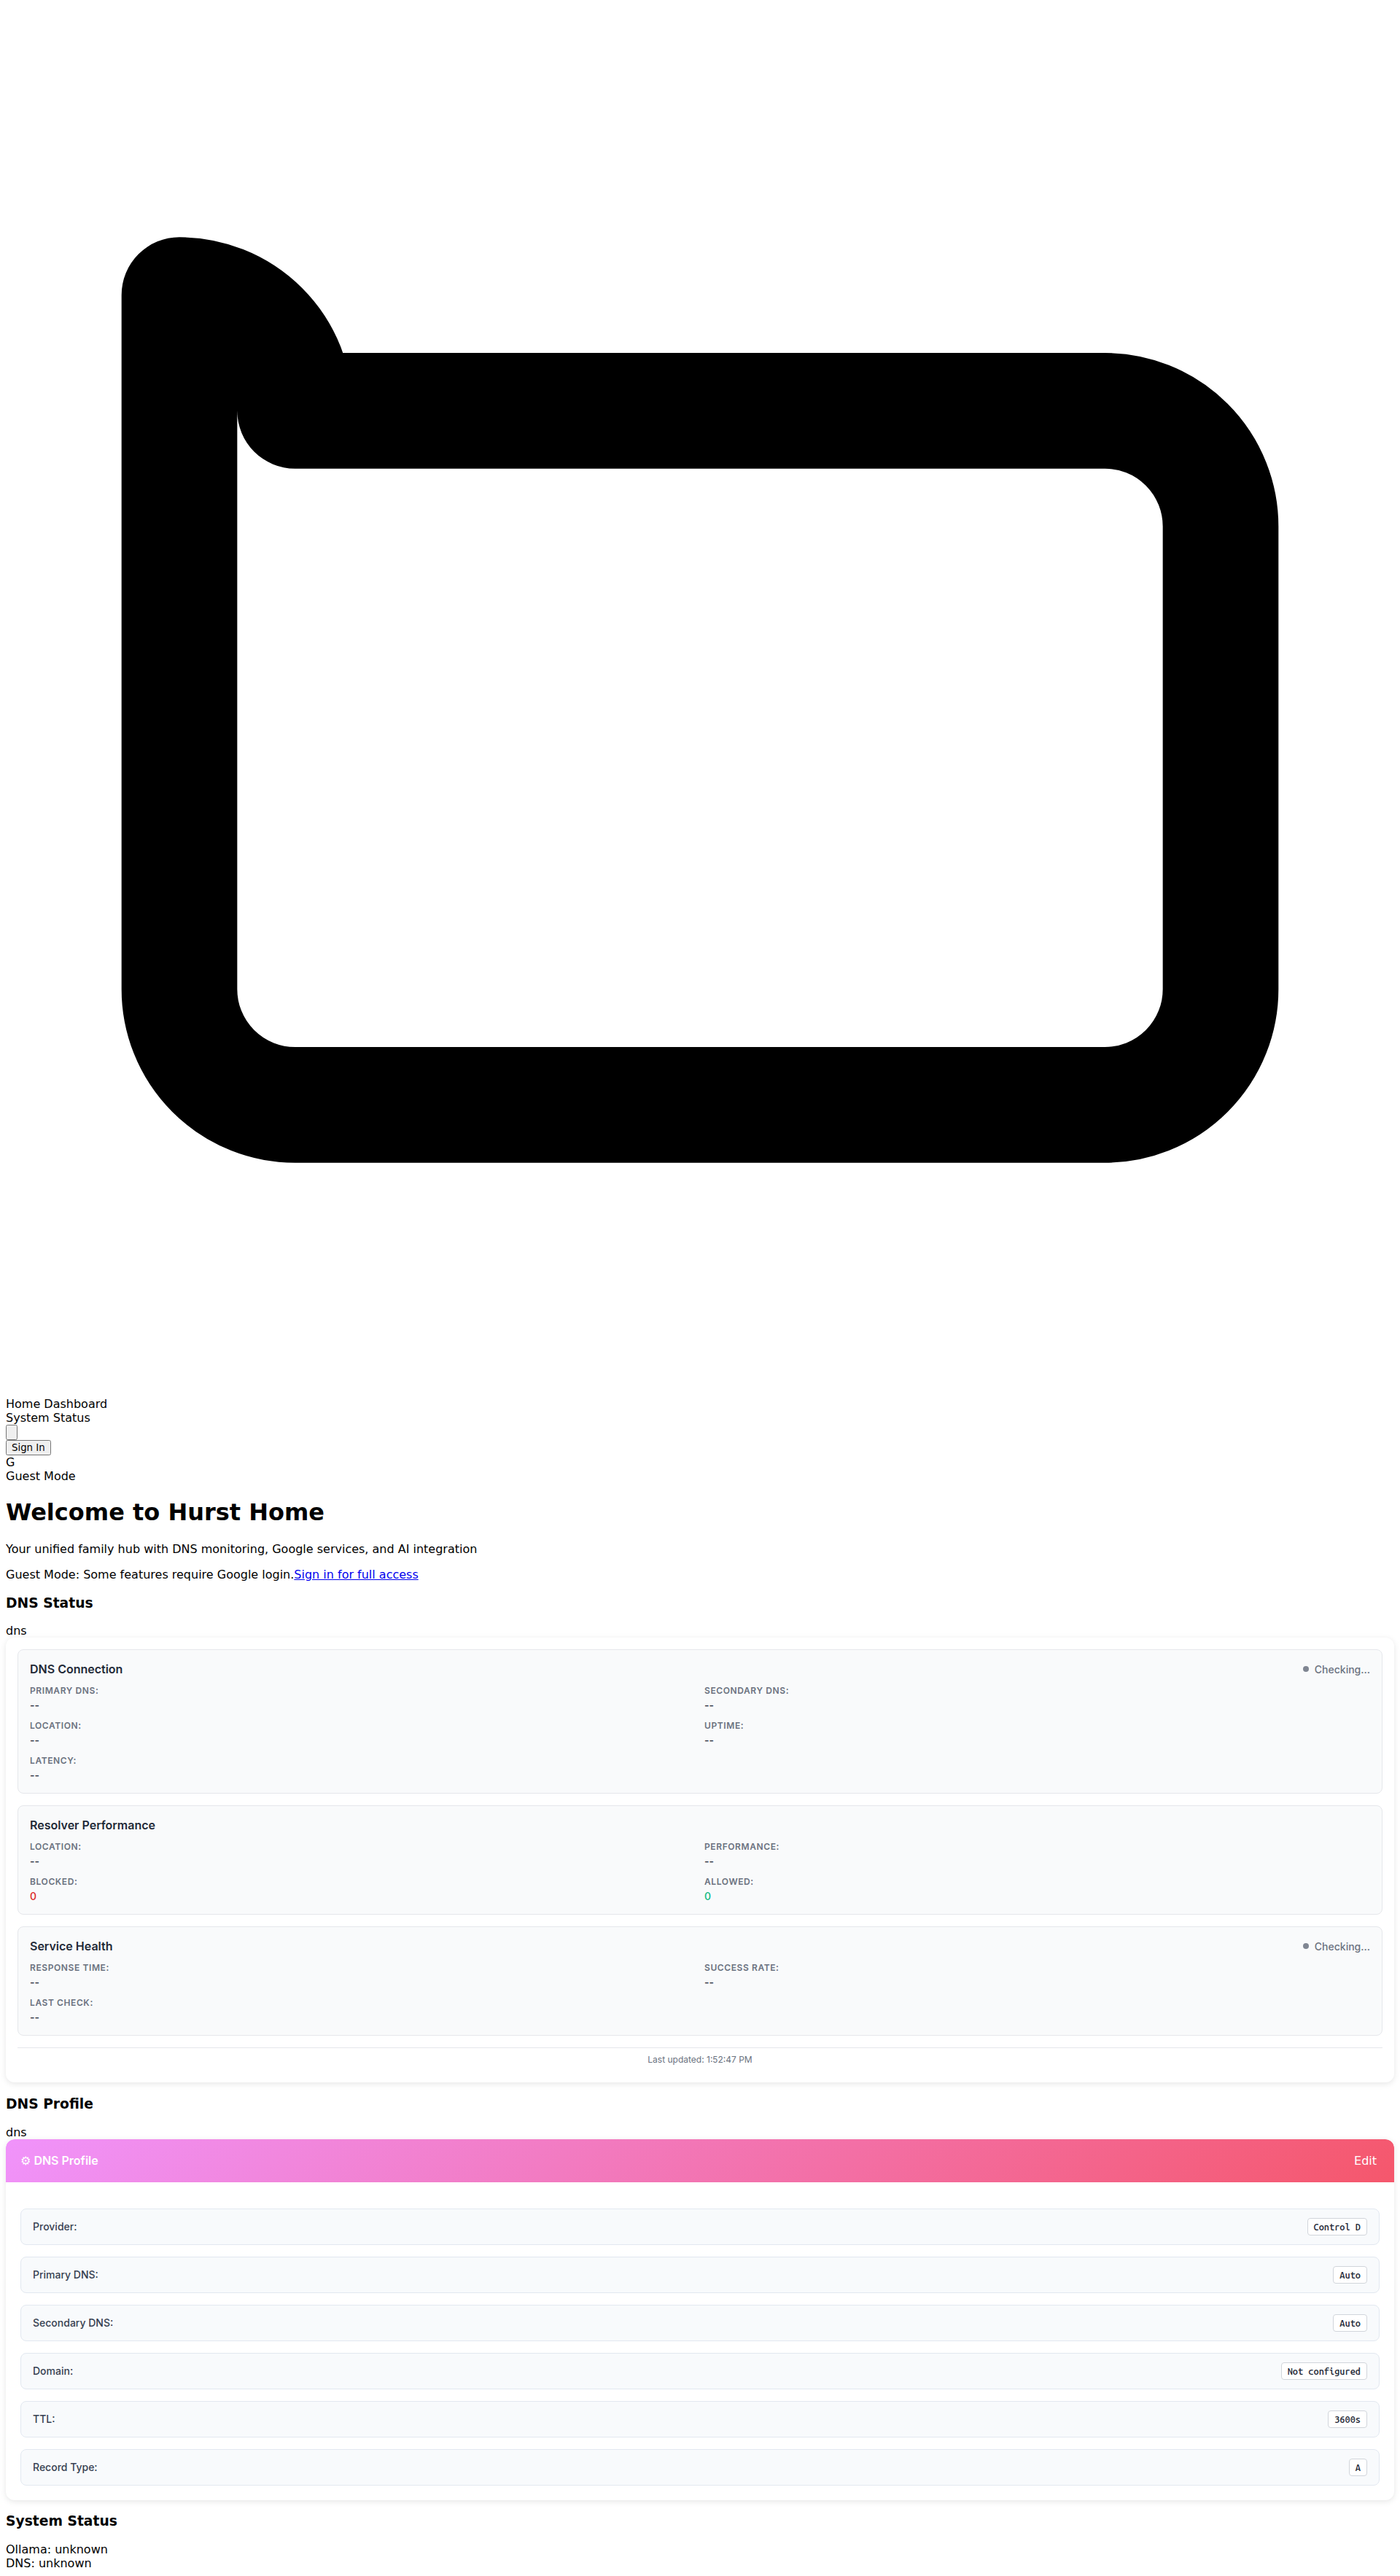 Home Dashboard
System Status
Sign In
G
Guest Mode
Welcome to Hurst Home
Your unified family hub with DNS monitoring, Google services, and AI integration
Guest Mode: Some features require Google login.Sign in for full access
DNS Status
dns
DNS Connection
Checking...
PRIMARY DNS:
--
SECONDARY DNS:
--
LOCATION:
--
UPTIME:
--
LATENCY:
--
Resolver Performance
LOCATION:
--
PERFORMANCE:
--
BLOCKED:
0
ALLOWED:
0
Service Health
Checking...
RESPONSE TIME:
--
SUCCESS RATE:
--
LAST CHECK:
--
Last updated: 1:52:47 PM
DNS Profile
dns
⚙ DNS Profile
Edit
Provider:
Control D
Primary DNS:
Auto
Secondary DNS:
Auto
Domain:
Not configured
TTL:
3600s
Record Type:
A
System Status
Ollama: unknown
DNS: unknown